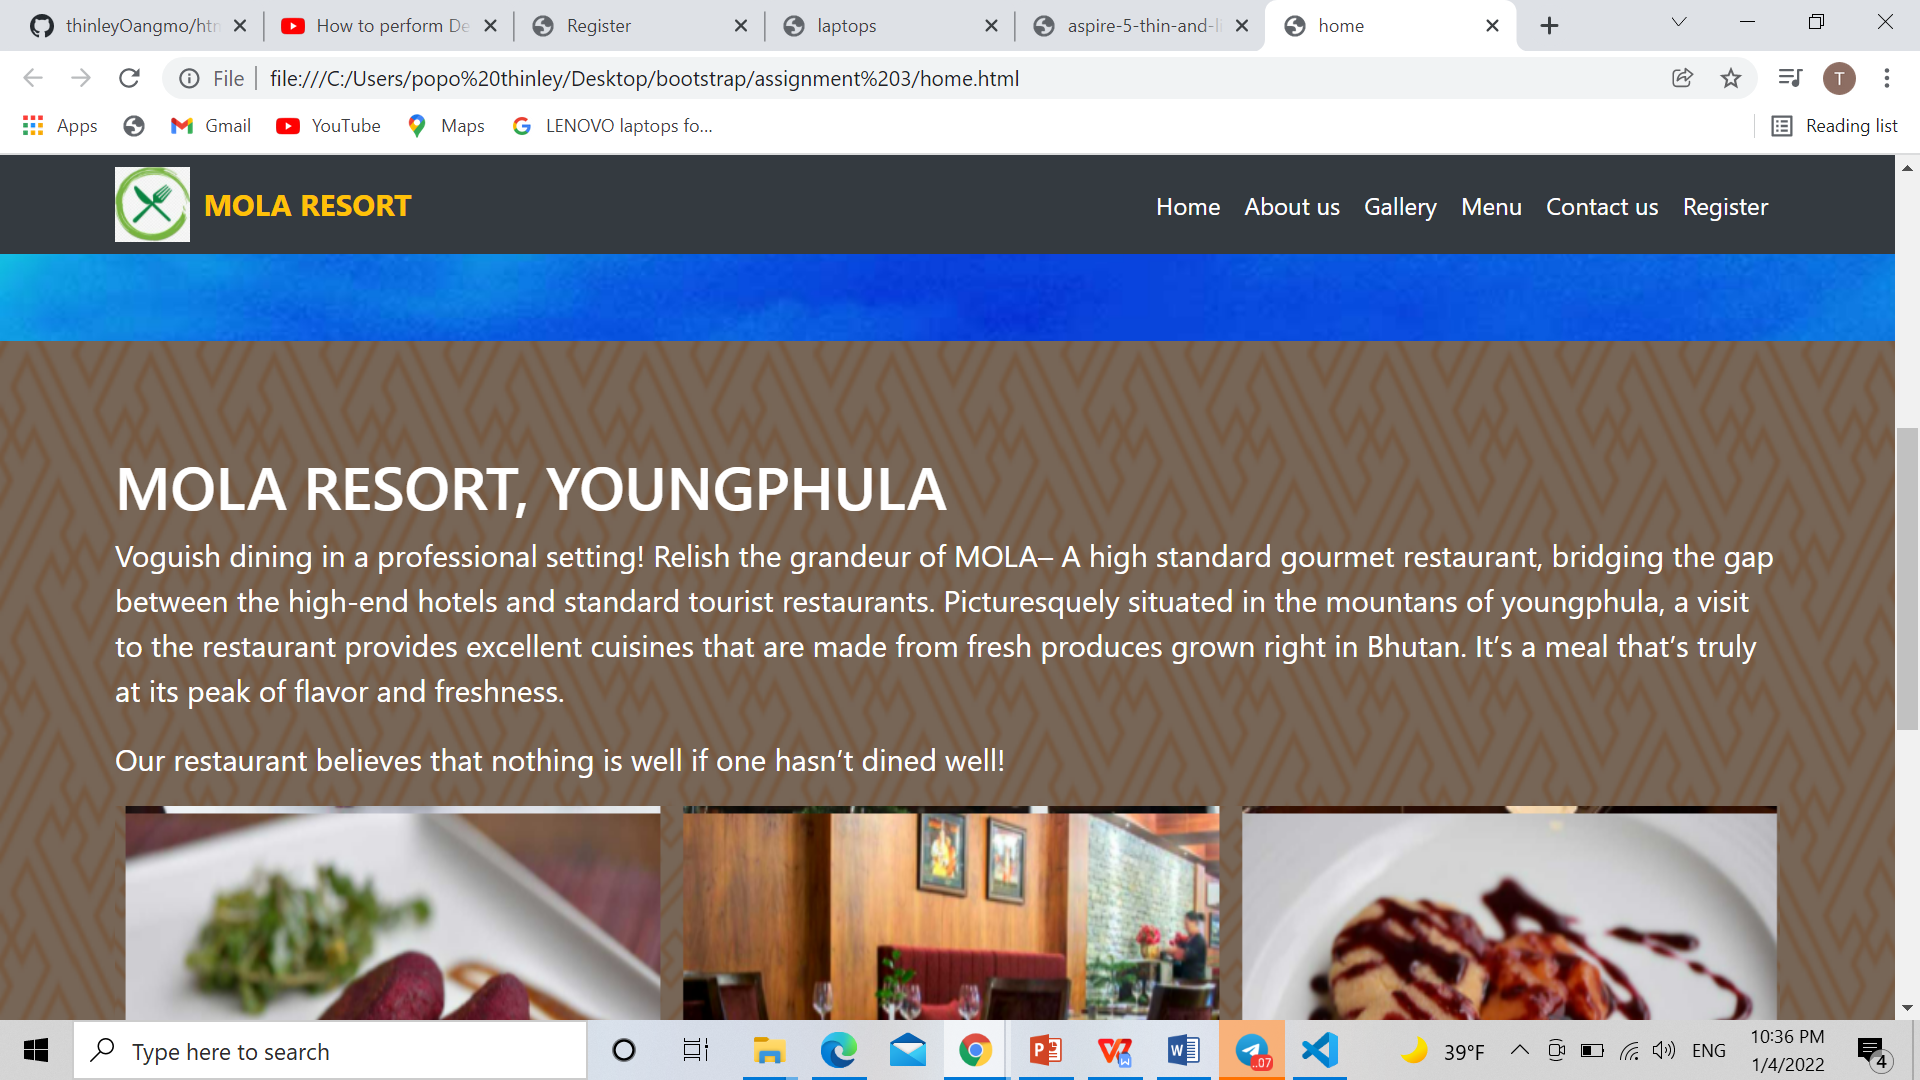 thinleyOangmo/htm
How to perform De
Register
laptops
aspire-5-thin-and-li
home
File
file:///C:/Users/popo%20thinley/Desktop/bootstrap/assignment%203/home.html
T
Apps
Gmail
YouTube
Maps
LENOVO laptops fo...
Reading list
MOLA RESORT
Home About us Gallery Menu Contact us Register
MOLA RESORT, YOUNGPHULA
Voguish dining in a professional setting! Relish the grandeur of MOLA– A high standard gourmet restaurant, bridging the gap
between the high-end hotels and standard tourist restaurants. Picturesquely situated in the mountans of youngphula, a visit
to the restaurant provides excellent cuisines that are made from fresh produces grown right in Bhutan. It’s a meal that’s truly
at its peak of flavor and freshness.
Our restaurant believes that nothing is well if one hasn’t dined well!
Type here to search
..07
39°F
ENG
10:36 PM
1/4/2022
4